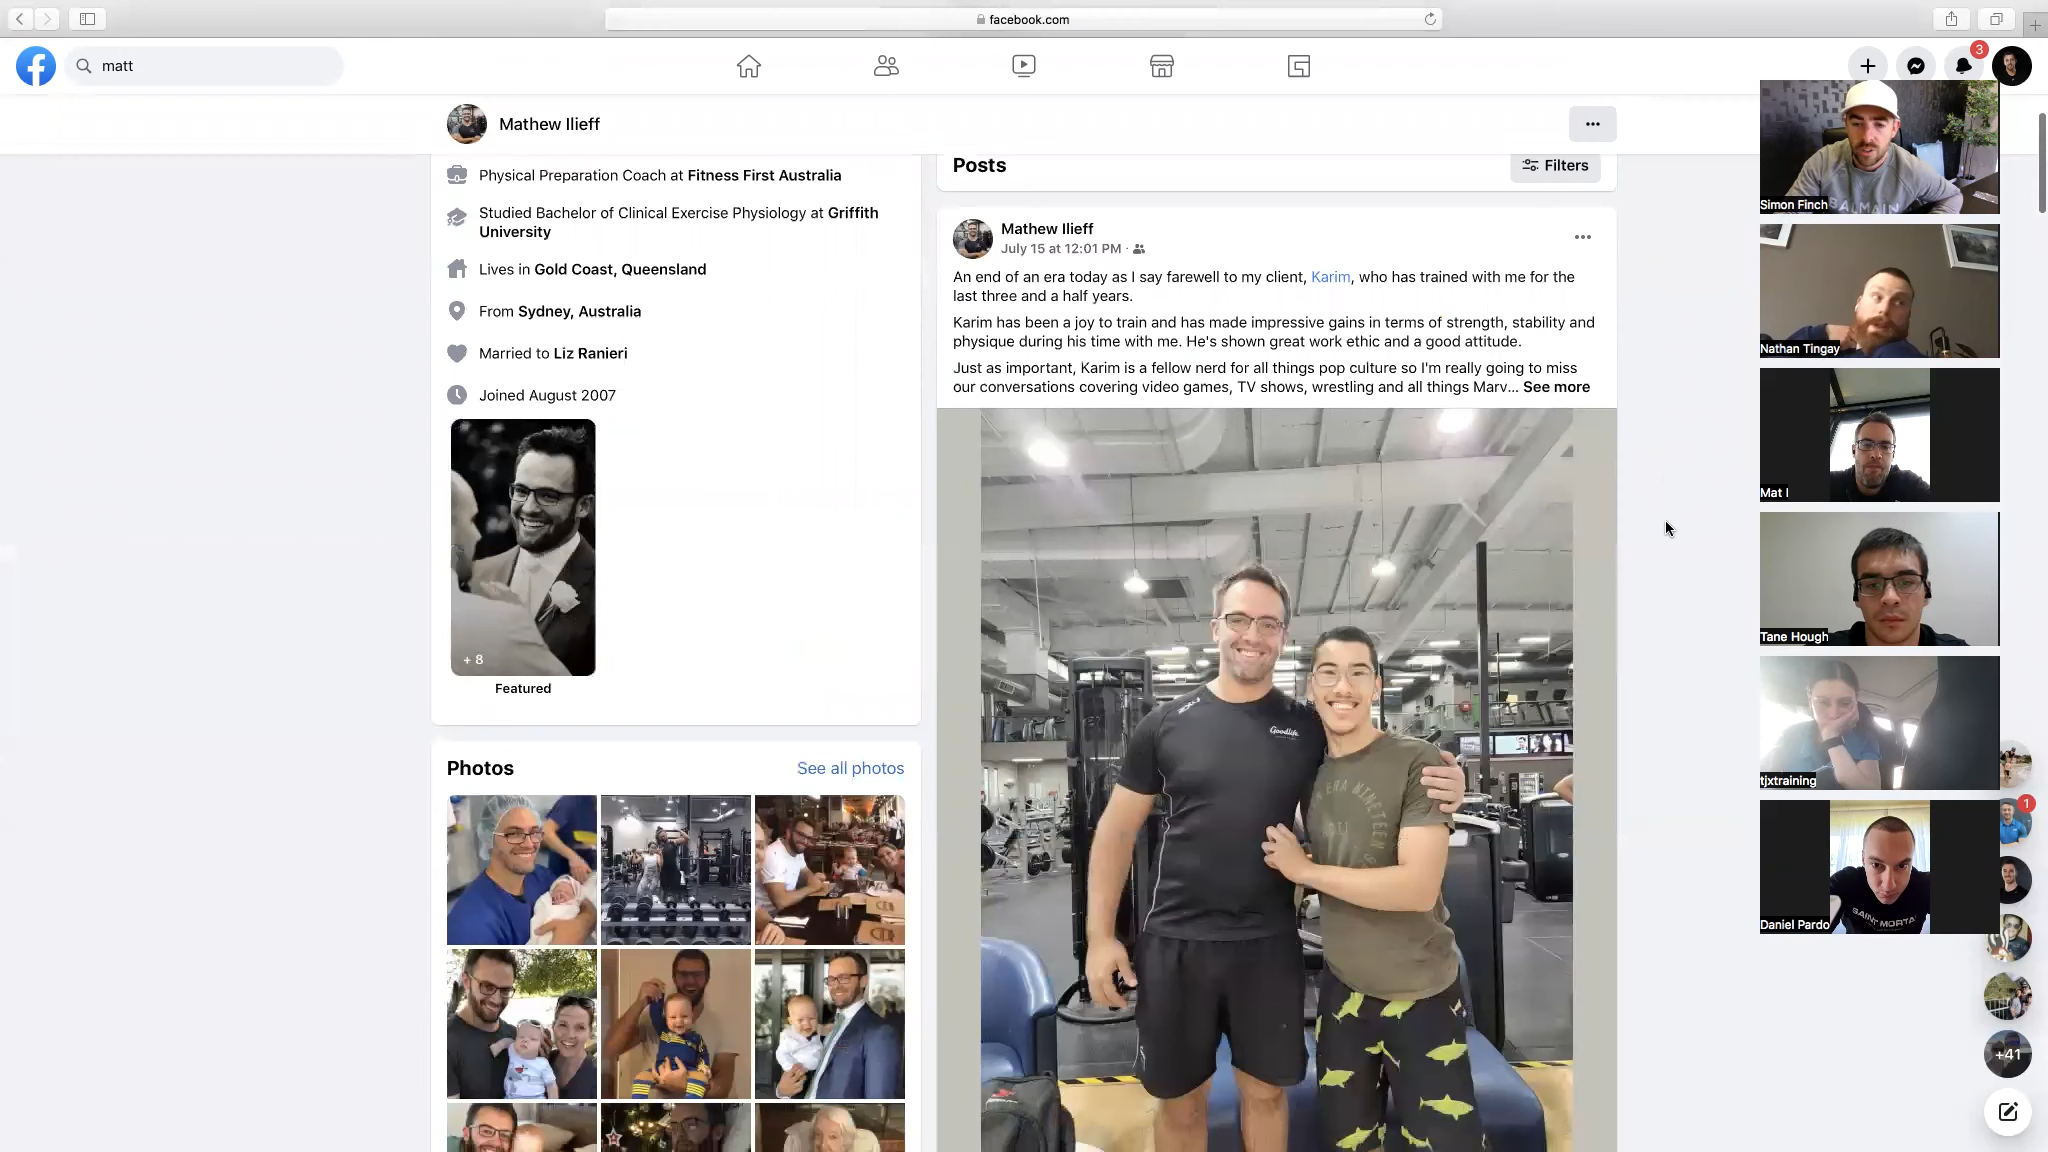 facebook.com
matt
3
Mathew Ilieff
Physical Preparation Coach at Fitness First Australia
Studied Bachelor of Clinical Exercise Physiology at Griffith
University
Lives in Gold Coast, Queensland
From Sydney, Australia
Married to Liz Ranieri
Joined August 2007
+ 8
Featured
Photos
See all photos
Posts
Filters
Mathew Ilieff
July 15 at 12:01 PM ·
An end of an era today as I say farewell to my client, Karim, who has trained with me for the
last three and a half years.
Karim has been a joy to train and has made impressive gains in terms of strength, stability and
physique during his time with me. He's shown great work ethic and a good attitude.
Just as important, Karim is a fellow nerd for all things pop culture so I'm really going to miss
our conversations covering video games, TV shows, wrestling and all things Marv... See more
Goodlife
Simon Finch
BALMAIN
Nathan Tingay
Mat I
Tane Hough
tjxtraining
Daniel Pardo
SAINT MORTA
1
+41